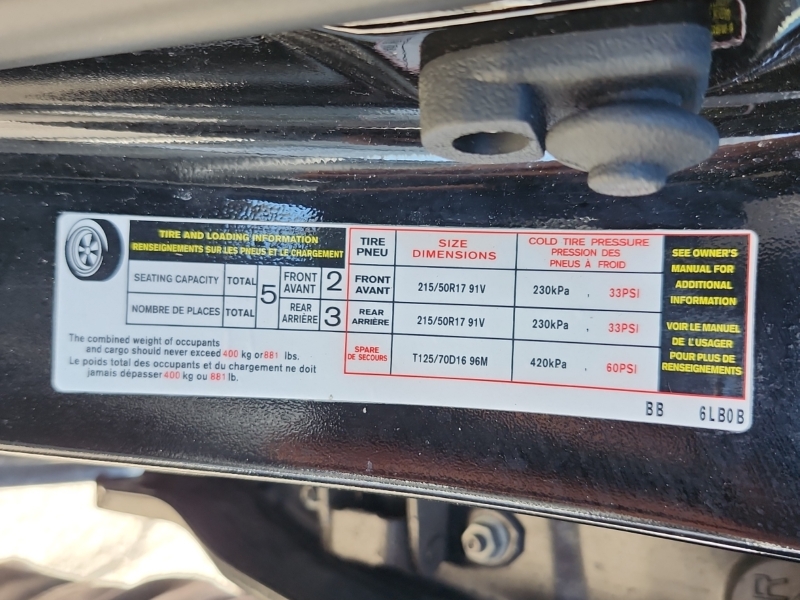 TIRE AND LOADING INFORMATION
RENSEIGNEMENTS SUR LES PNEUS ET LE CHARGEMENT
SEATING CAPACITY TOTAL 5 FRONT AVANT 2
NOMBRE DE PLACES TOTAL REAR ARRIÈRE 3
The combined weight of occupants
and cargo should never exceed 400 kg or 881 lbs.
Le poids total des occupants et du chargement ne doit
jamais dépasser 400 kg ou 881 lb.
TIRE PNEU SIZE DIMENSIONS COLD TIRE PRESSURE PRESSION DES PNEUS À FROID
FRONT AVANT 215/50R17 91V 230kPa , 33PSI
REAR ARRIÈRE 215/50R17 91V 230kPa , 33PSI
SPARE DE SECOURS T125/70D16 96M 420kPa , 60PSI
SEE OWNER'S
MANUAL FOR
ADDITIONAL
INFORMATION
VOIR LE MANUEL
DE L'USAGER
POUR PLUS DE
RENSEIGNEMENTS
BB 6LB0B